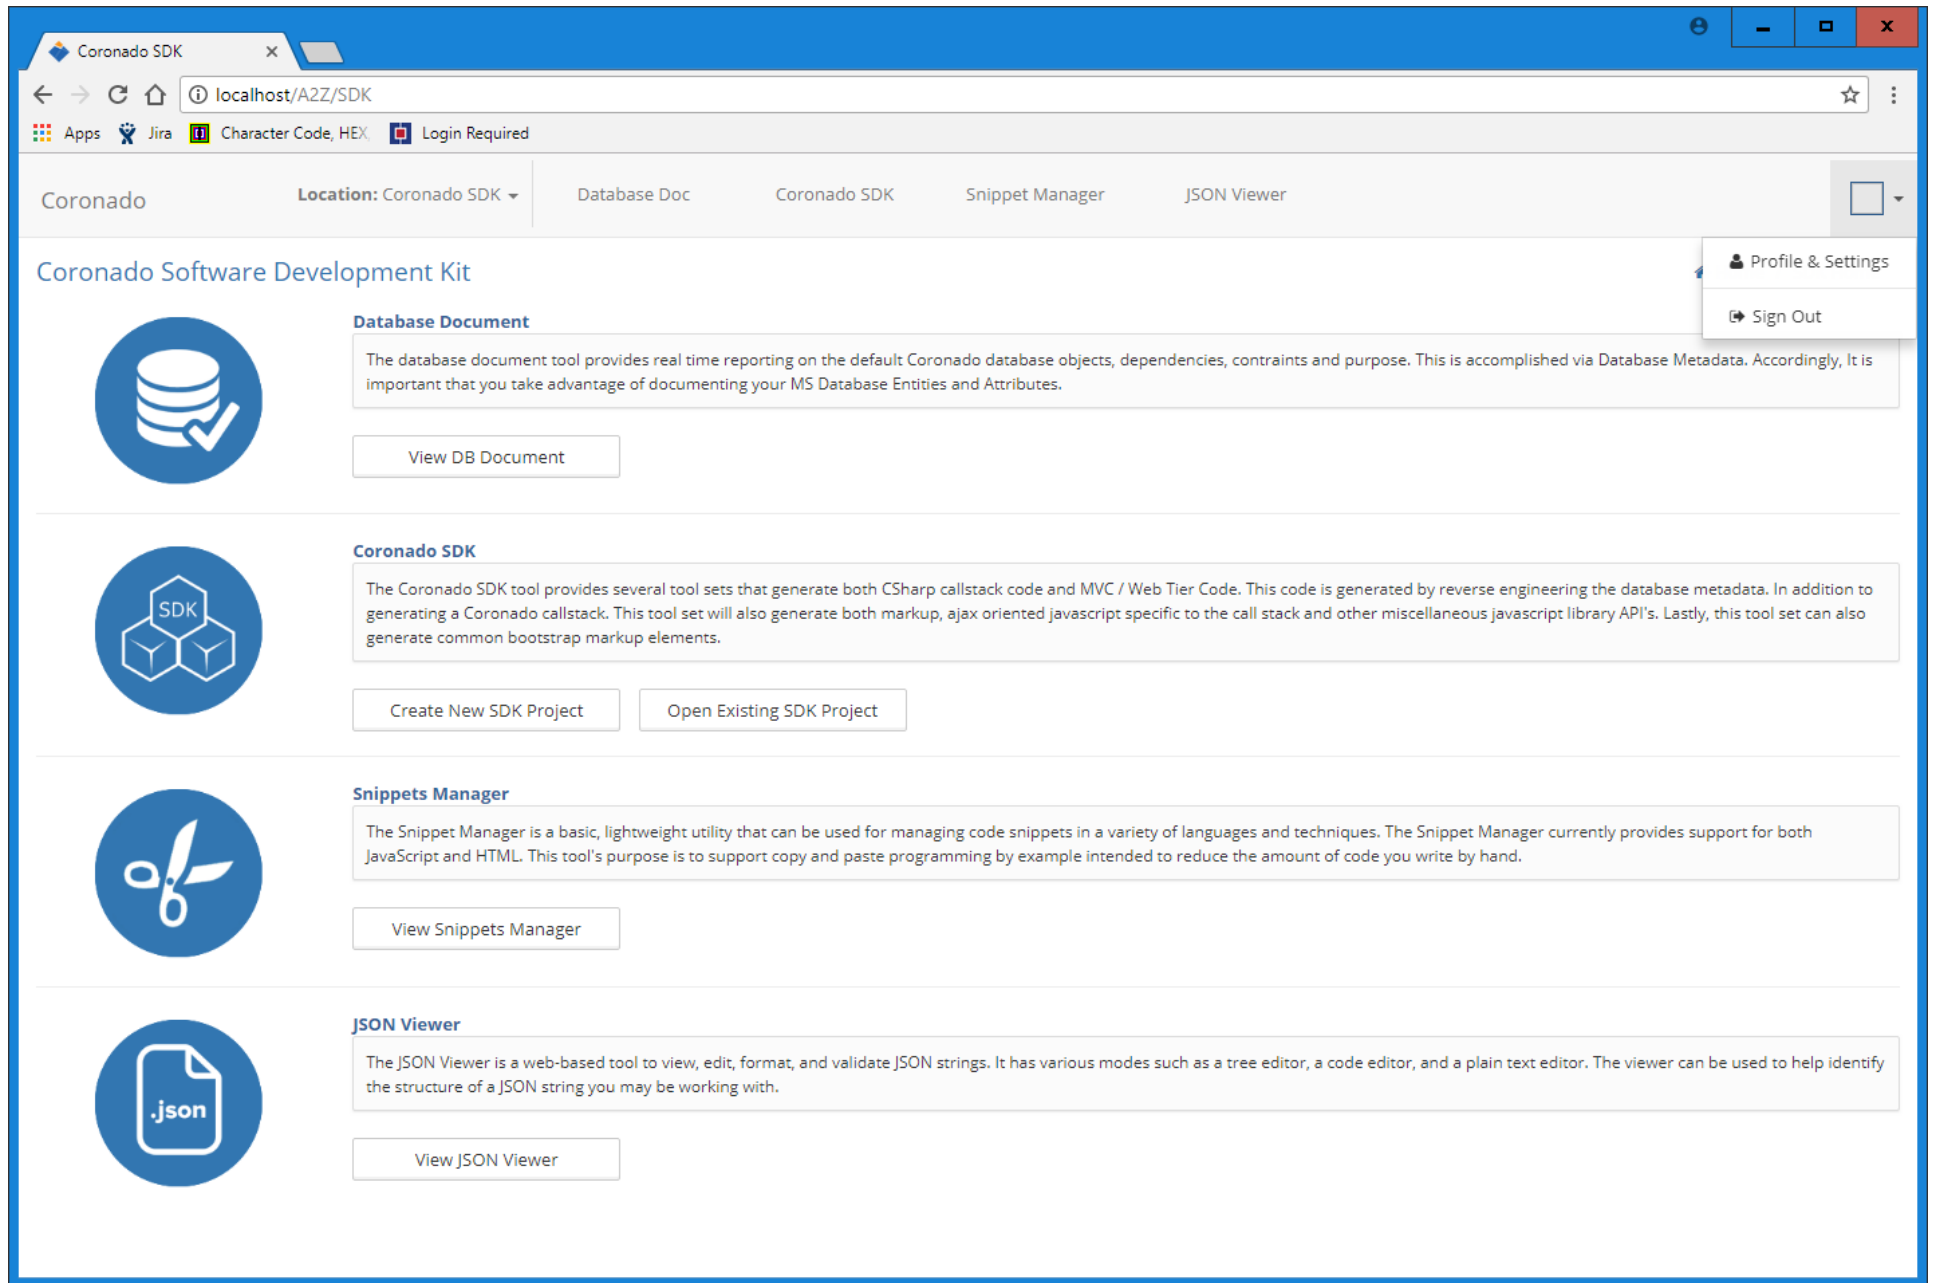 Coronado SDK
localhost/A2Z/SDK
Apps Jira Character Code, HEX, Login Required
Coronado Location: Coronado SDK Database Doc Coronado SDK Snippet Manager JSON Viewer
Profile & Settings
Sign Out
Coronado Software Development Kit
Database Document
The database document tool provides real time reporting on the default Coronado database objects, dependencies, contraints and purpose. This is accomplished via Database Metadata. Accordingly, It is
important that you take advantage of documenting your MS Database Entities and Attributes.
View DB Document
Coronado SDK
SDK
The Coronado SDK tool provides several tool sets that generate both CSharp callstack code and MVC / Web Tier Code. This code is generated by reverse engineering the database metadata. In addition to
generating a Coronado callstack. This tool set will also generate both markup, ajax oriented javascript specific to the call stack and other miscellaneous javascript library API's. Lastly, this tool set can also
generate common bootstrap markup elements.
Create New SDK Project Open Existing SDK Project
Snippets Manager
The Snippet Manager is a basic, lightweight utility that can be used for managing code snippets in a variety of languages and techniques. The Snippet Manager currently provides support for both
JavaScript and HTML. This tool's purpose is to support copy and paste programming by example intended to reduce the amount of code you write by hand.
View Snippets Manager
JSON Viewer
The JSON Viewer is a web-based tool to view, edit, format, and validate JSON strings. It has various modes such as a tree editor, a code editor, and a plain text editor. The viewer can be used to help identify
the structure of a JSON string you may be working with.
.json
View JSON Viewer